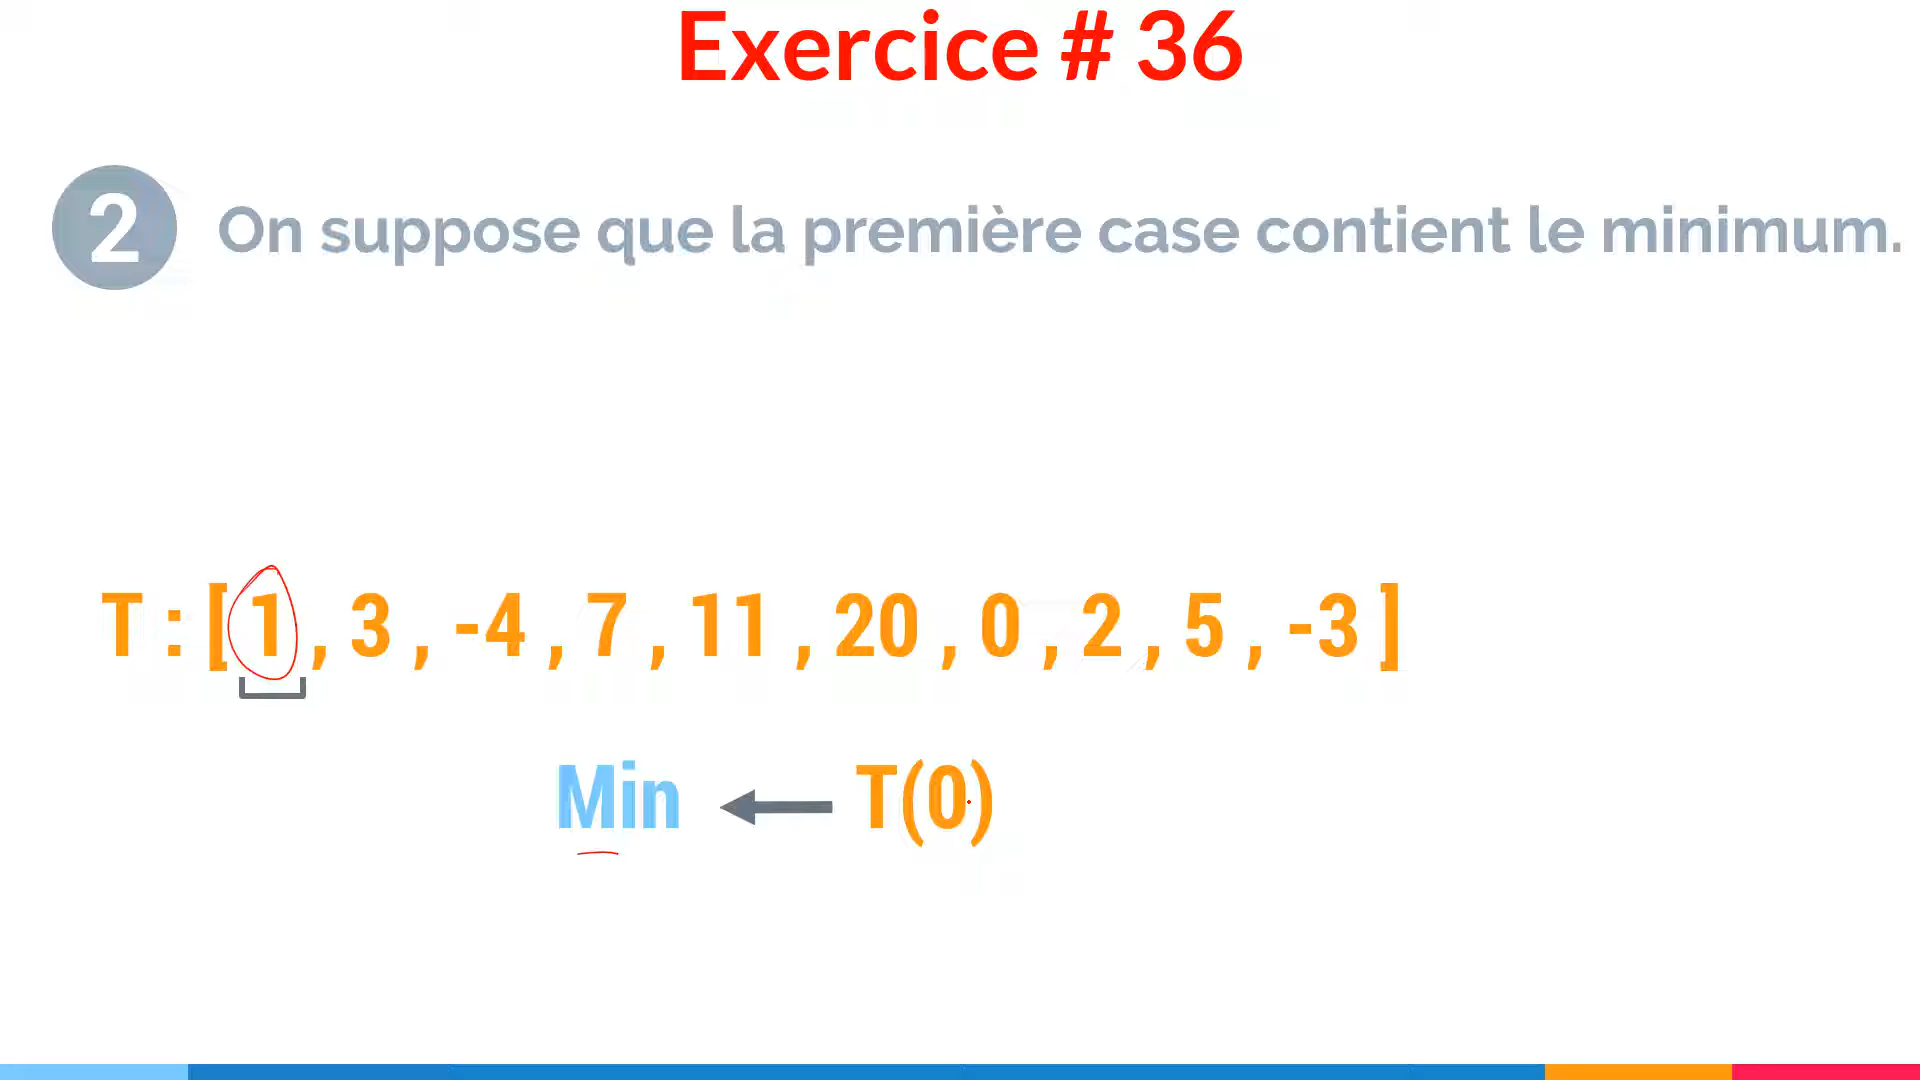 Exercice # 36
2 On suppose que la première case contient le minimum.
T : [ 1 , 3 , -4 , 7 , 11 , 20 , 0 , 2 , 5 , -3 ]
Min ← T(0)